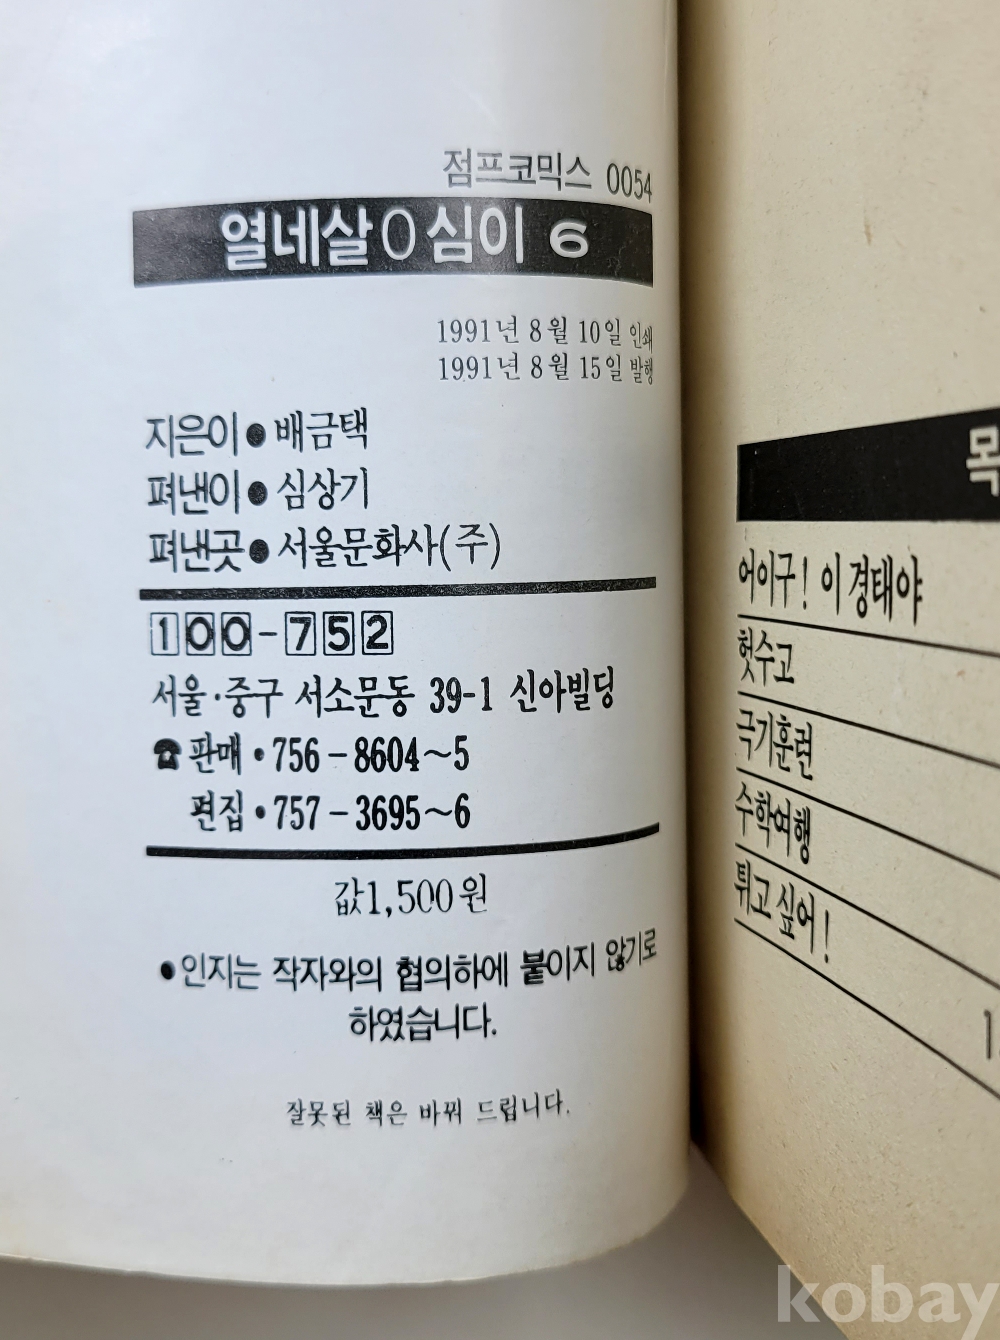 점프코믹스 0054
열네살 0 심이 6
1991년 8월 10일 인쇄
1991년 8월 15일 발행
지은이 ● 배금택
펴낸이 ● 심상기
펴낸곳 ● 서울문화사(주)
100-752
서울·중구 서소문동 39-1 신아빌딩
☎ 판매·756-8604~5
편집·757-3695~6
값1,500원
●인지는 작자와의 협의하에 붙이지 않기로
하였습니다.
잘못된 책은 바꿔 드립니다.
목
어이구! 이 경태야
헛수고
극기훈련
수학여행
튀고 싶어!
kobay